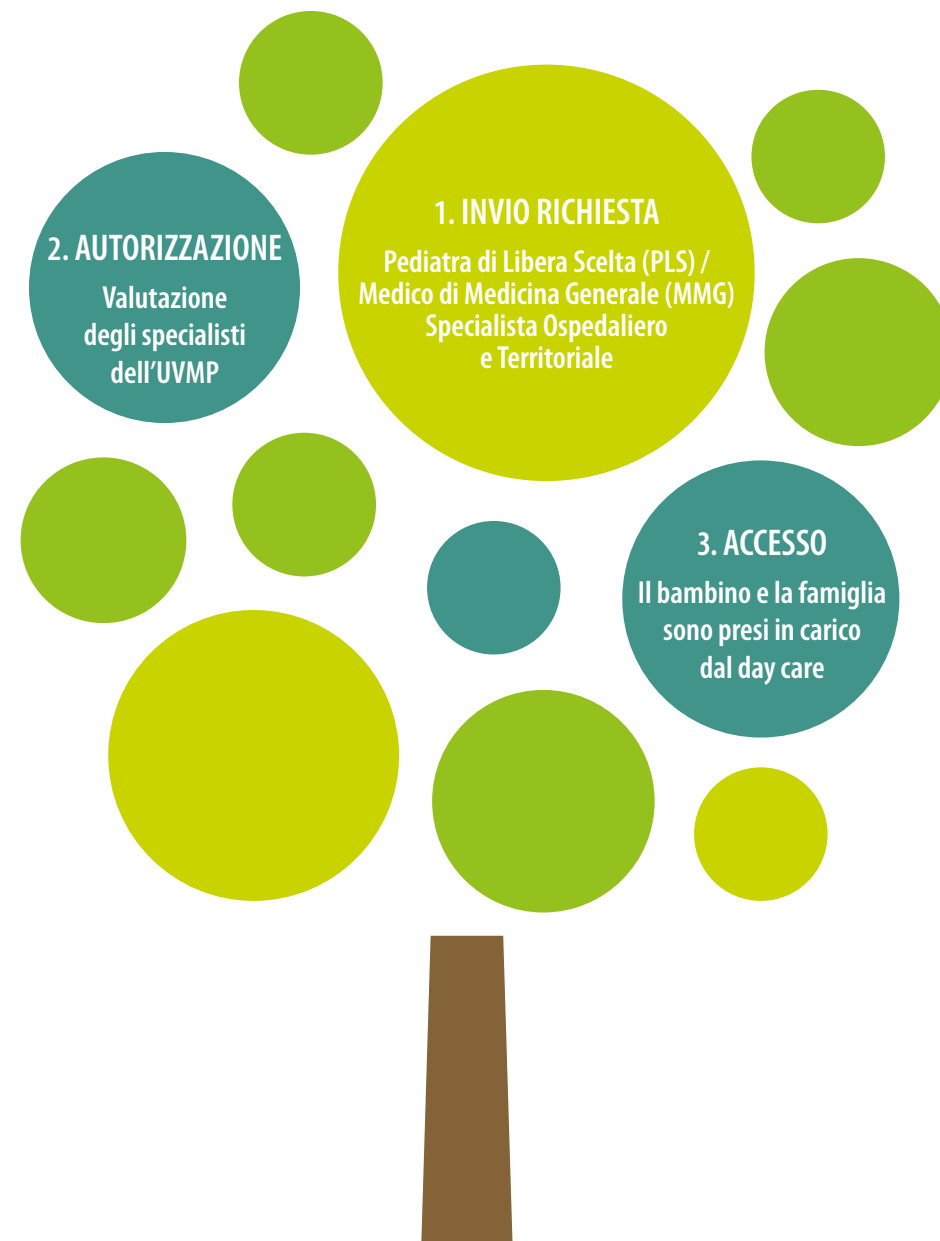 1. INVIO RICHIESTA
Pediatra di Libera Scelta (PLS) /
Medico di Medicina Generale (MMG)
Specialista Ospedaliero
e Territoriale
2. AUTORIZZAZIONE
Valutazione
degli specialisti
dell’UVMP
3. ACCESSO
Il bambino e la famiglia
sono presi in carico
dal day care